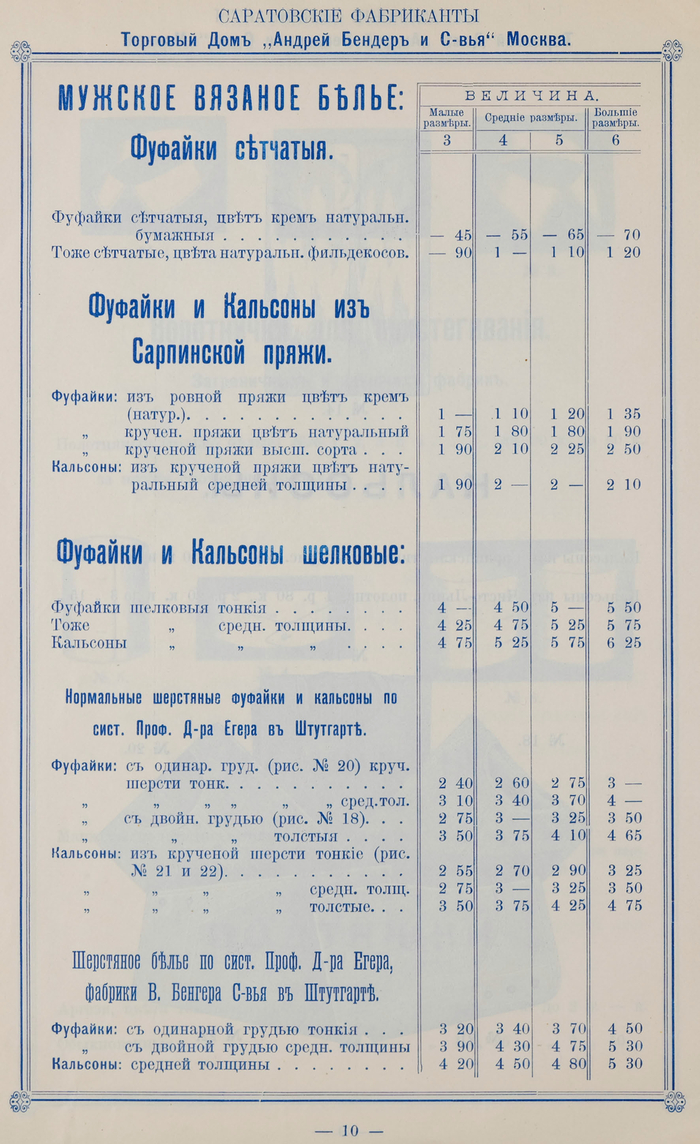 САРАТОВСКІЕ ФАБРИКАНТЫ
Торговый Домъ „Андрей Бендеръ и С-вья“ Москва.
МУЖСКОЕ ВЯЗАНОЕ БѢЛЬЕ:
Фуфайки сѣтчатыя.
ВЕЛИЧИНА.
Малые размѣры. Средніе размѣры. Большіе размѣры.
3 4 5 6
Фуфайки сѣтчатыя, цвѣтъ кремъ натуральн.
бумажныя . . . . . . . . . . . — 45 — 55 — 65 — 70
Тоже сѣтчатые, цвѣта натуральн. фильдекосов. — 90 1 — 1 10 1 20
Фуфайки и Кальсоны изъ
Сарпинской пряжи.
Фуфайки: изъ ровной пряжи цвѣтъ кремъ
(натур.). . . . . . . . . . . . . 1 — 1 10 1 20 1 35
„ кручен. пряжи цвѣтъ натуральный 1 75 1 80 1 80 1 90
„ крученой пряжи высш. сорта . . . 1 90 2 10 2 25 2 50
Кальсоны: изъ крученой пряжи цвѣтъ нату-
ральный средней толщины . . . . 1 90 2 — 2 — 2 10
Фуфайки и Кальсоны шелковые:
Фуфайки шелковыя тонкія . . . . . . . . 4 — 4 50 5 — 5 50
Тоже „ средн. толщины. . . . 4 25 4 75 5 25 5 75
Кальсоны „ „ „ . . . . 4 75 5 25 5 75 6 25
Нормальные шерстяные фуфайки и кальсоны по
сист. Проф. Д-ра Егера въ Штутгартѣ.
Фуфайки: съ одинар. груд. (рис. № 20) круч.
шерсти тонк. . . . . . . . . . . 2 40 2 60 2 75 3 —
„ „ „ „ „ „ сред.тол. 3 10 3 40 3 70 4 —
„ съ двойн. грудью (рис. № 18). . . 2 75 3 — 3 25 3 50
„ „ „ толстыя . . . . 3 50 3 75 4 10 4 65
Кальсоны: изъ крученой шерсти тонкіе (рис.
№ 21 и 22). . . . . . . . . . . 2 55 2 70 2 90 3 25
„ „ „ „ средн. толщ. 2 75 3 — 3 25 3 50
„ „ „ „ толстые. . . 3 50 3 75 4 25 4 75
Шерстяное бѣлье по сист. Проф. Д-ра Егера,
фабрики В. Бенгера С-вья въ Штутгартѣ.
Фуфайки: съ одинарной грудью тонкія . . . 3 20 3 40 3 70 4 50
„ съ двойной грудью средн. толщины 3 90 4 30 4 75 5 30
Кальсоны: средней толщины . . . . . . . . 4 20 4 50 4 80 5 30
— 10 —